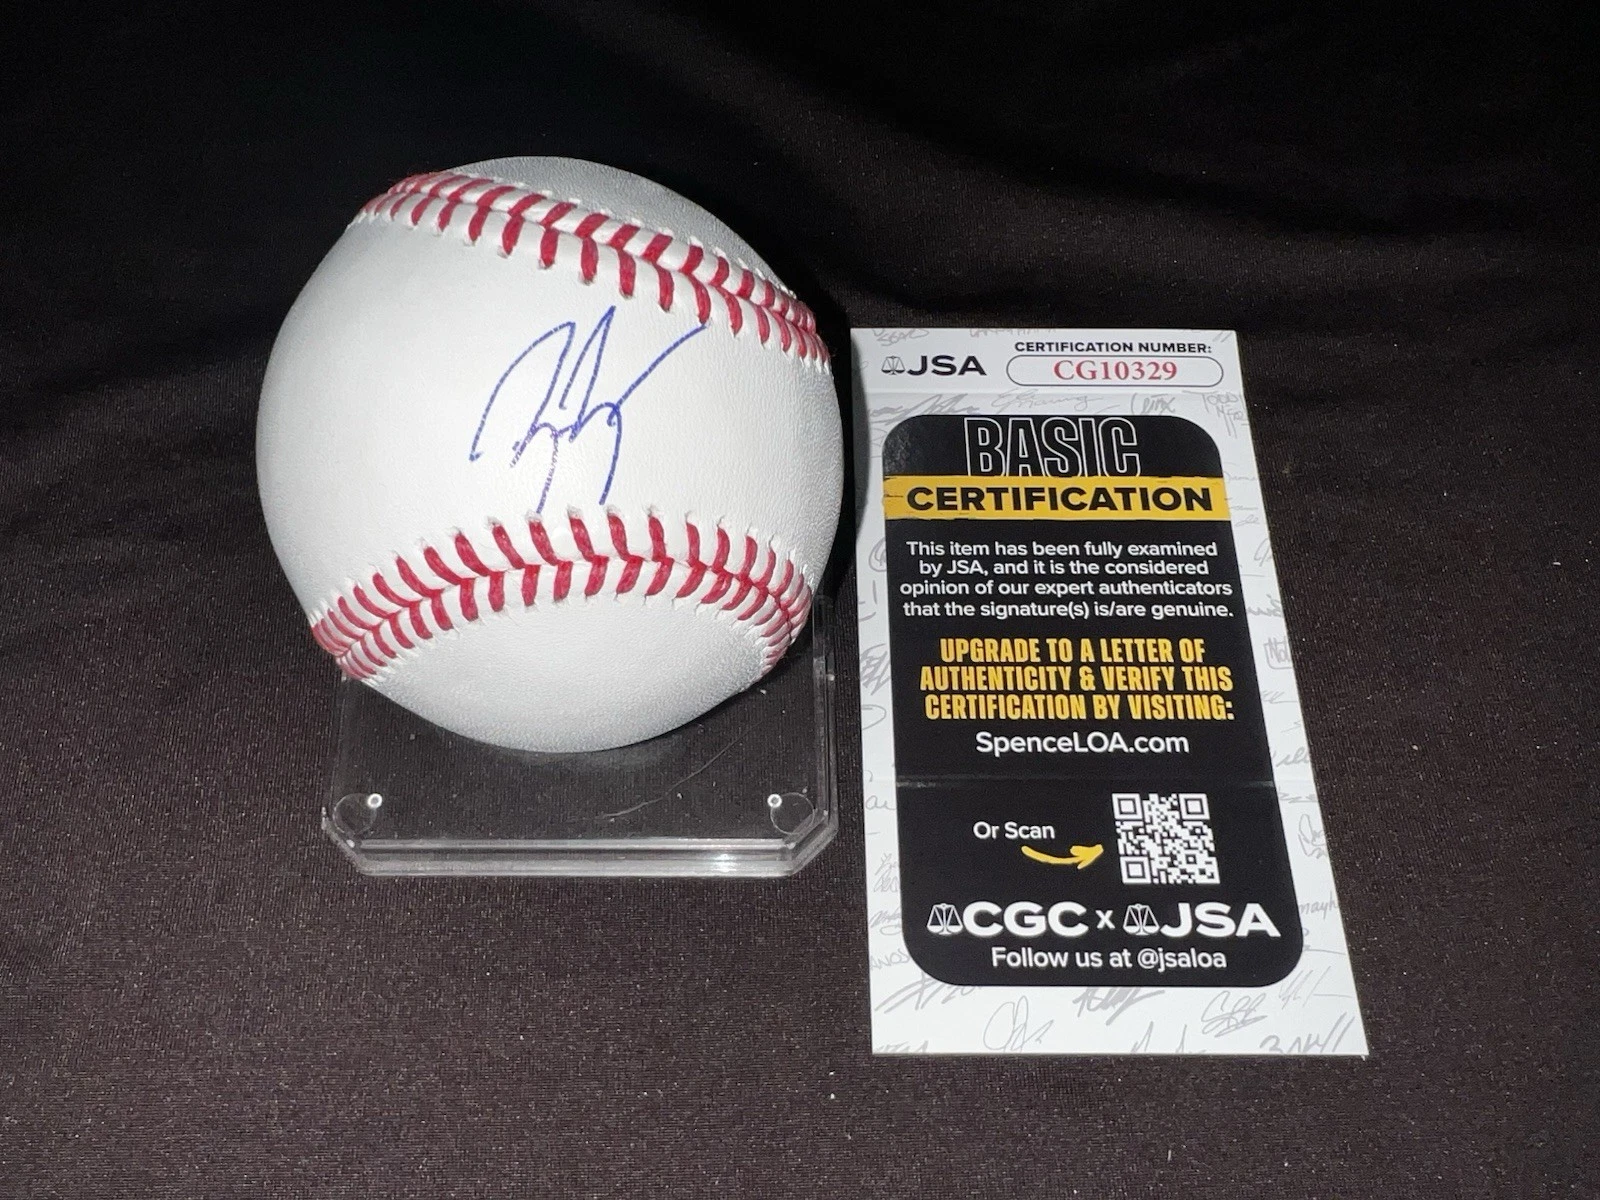 JSA
CERTIFICATION NUMBER:
CG10329
BASIC
CERTIFICATION
This item has been fully examined
by JSA, and it is the considered
opinion of our expert authenticators
that the signature(s) is/are genuine.
UPGRADE TO A LETTER OF
AUTHENTICITY & VERIFY THIS
CERTIFICATION BY VISITING:
SpenceLOA.com
Or Scan
CGC x JSA
Follow us at @jsaloa